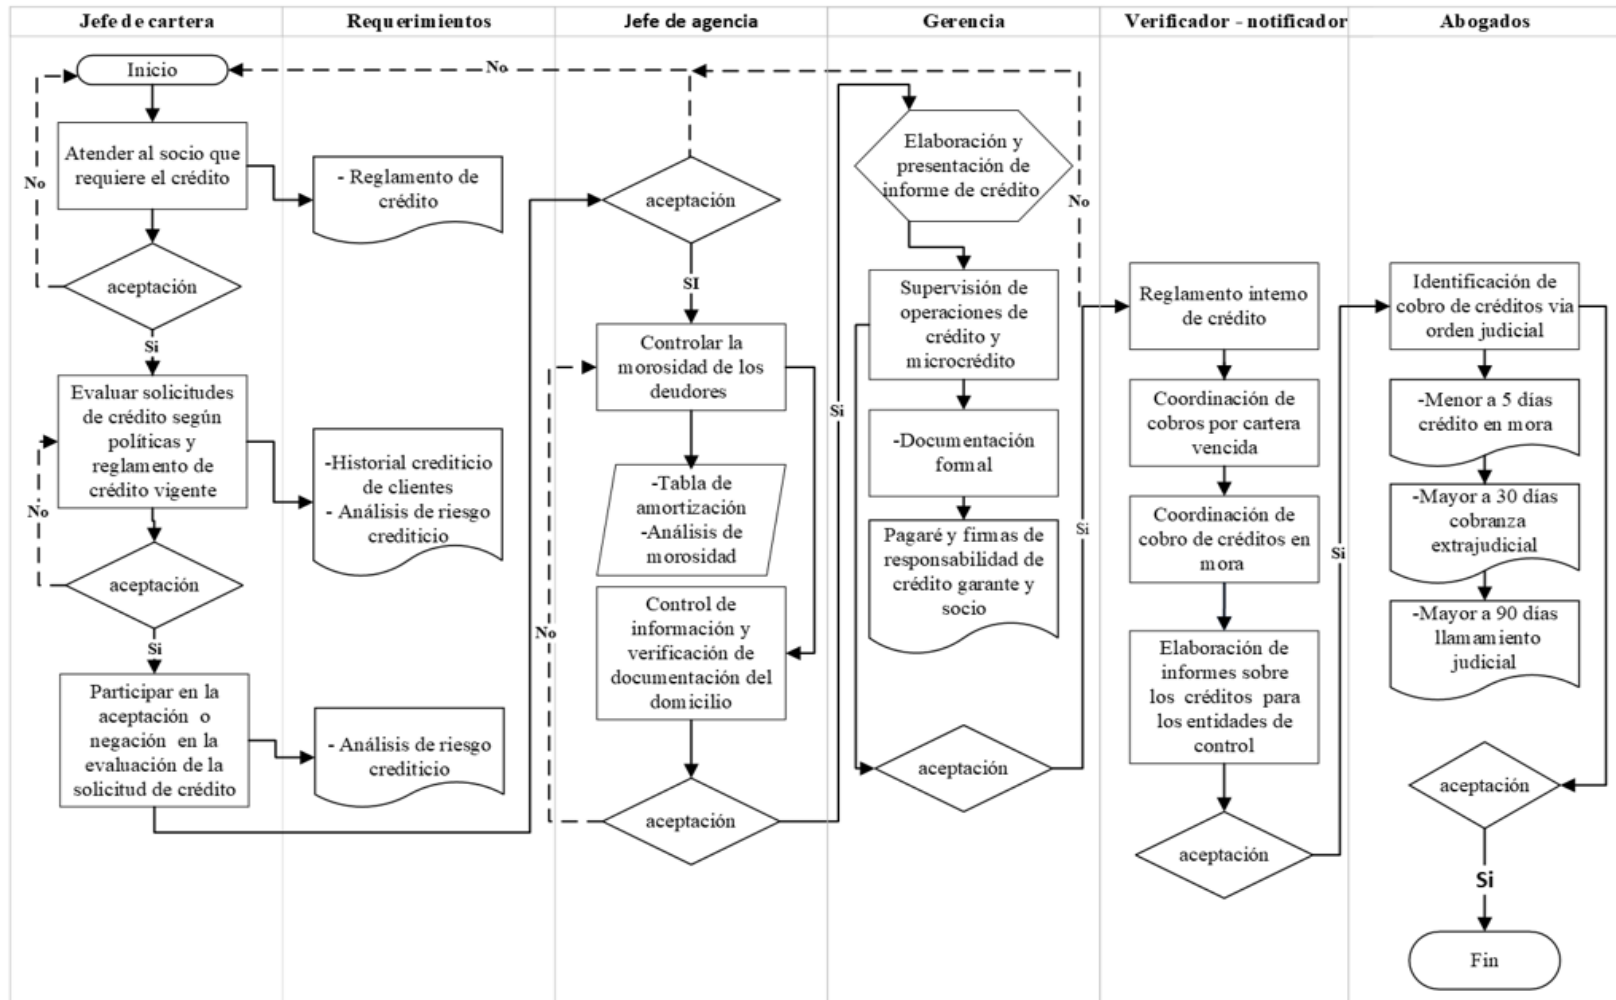 Jefe de cartera
Requerimientos
Jefe de agencia
Gerencia
Verificador - notificador
Abogados
Inicio
No
Atender al socio que
requiere el crédito
- Reglamento de
crédito
No
aceptación
Si
Evaluar solicitudes
de crédito según
políticas y
reglamento de
crédito vigente
-Historial crediticio
de clientes
- Análisis de riesgo
crediticio
No
aceptación
Si
Participar en la
aceptación o
negación en la
evaluación de la
solicitud de crédito
- Análisis de riesgo
crediticio
aceptación
SI
Controlar la
morosidad de los
deudores
-Tabla de
amortización
-Análisis de
morosidad
Control de
información y
verificación de
documentación del
domicilio
No
aceptación
Si
Elaboración y
presentación de
informe de crédito
Supervisión de
operaciones de
crédito y
microcrédito
-Documentación
formal
Pagaré y firmas de
responsabilidad de
crédito garante y
socio
aceptación
No
Si
Reglamento interno
de crédito
Coordinación de
cobros por cartera
vencida
Coordinación de
cobro de créditos en
mora
Elaboración de
informes sobre
los créditos para
los entidades de
control
aceptación
Si
Identificación de
cobro de créditos via
orden judicial
-Menor a 5 días
crédito en mora
-Mayor a 30 días
cobranza
extrajudicial
-Mayor a 90 días
llamamiento
judicial
aceptación
Si
Fin